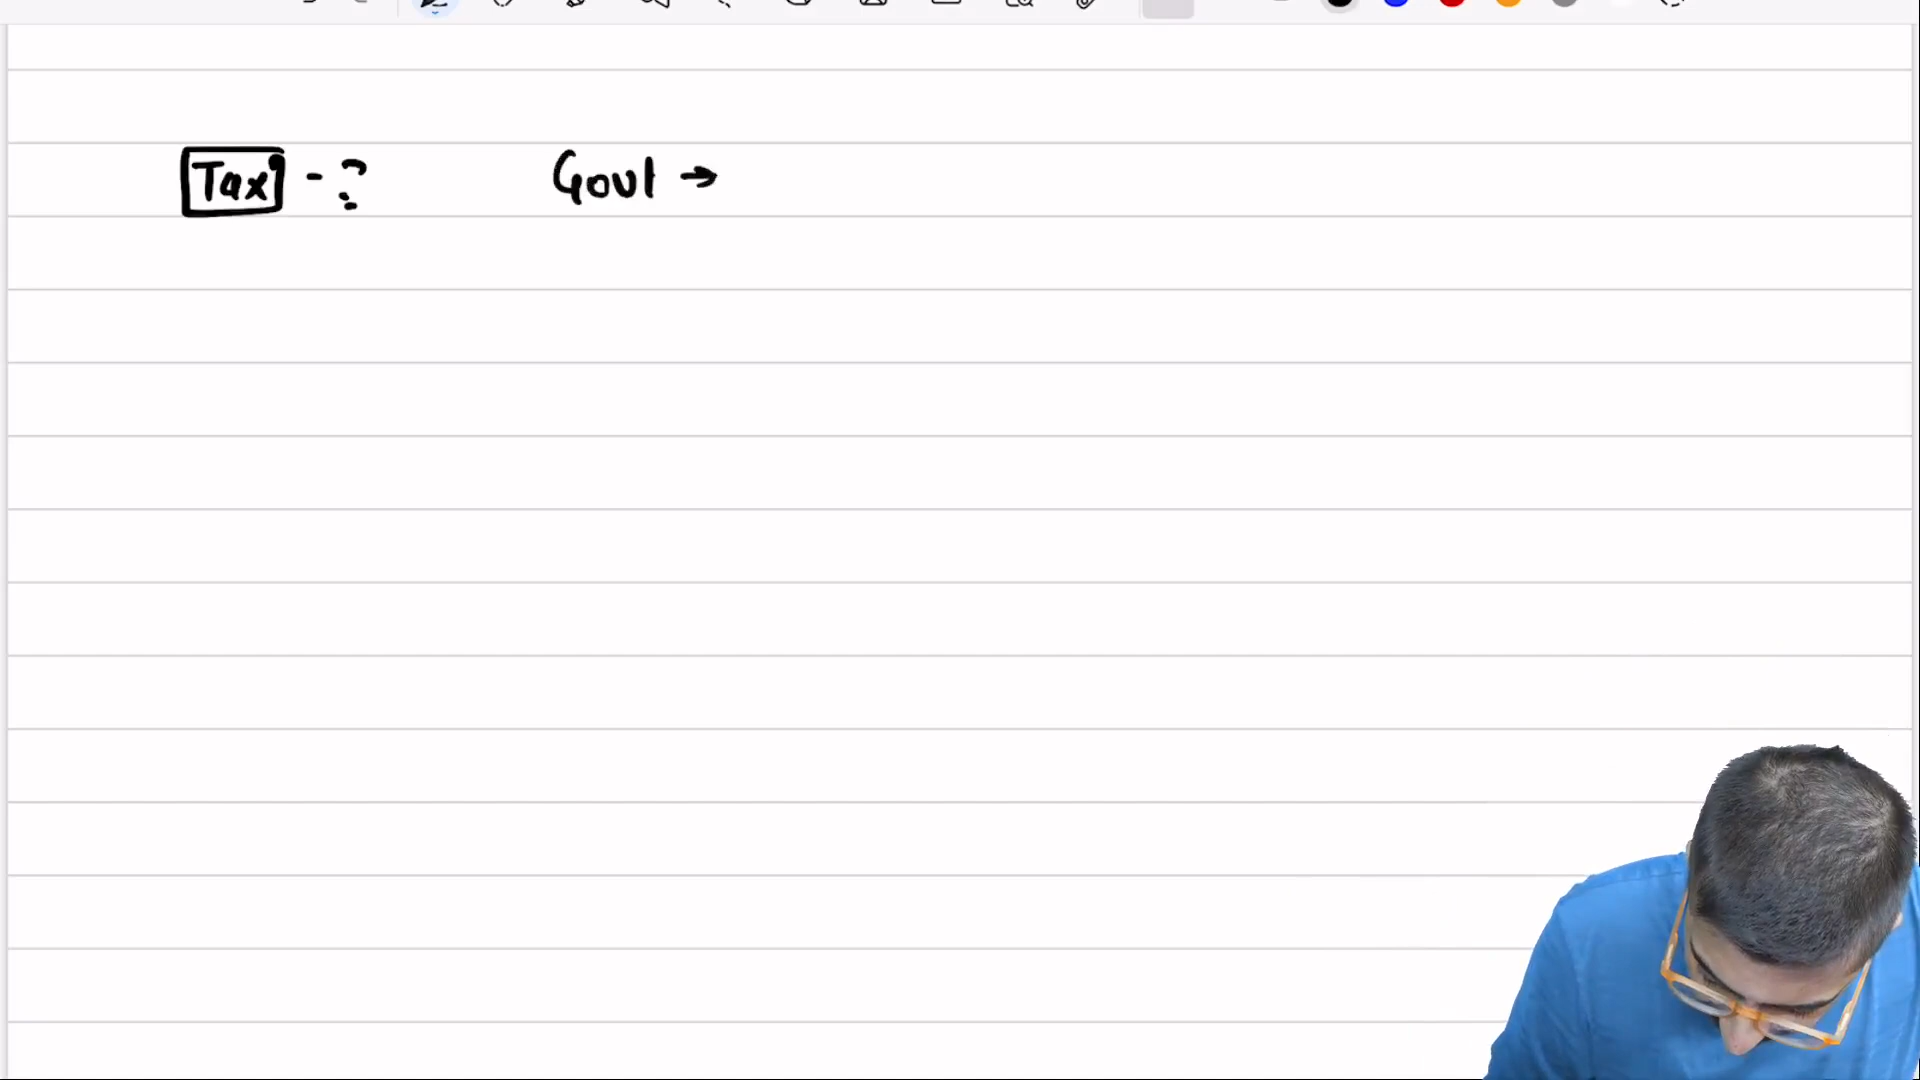 Tax - ? Govt →